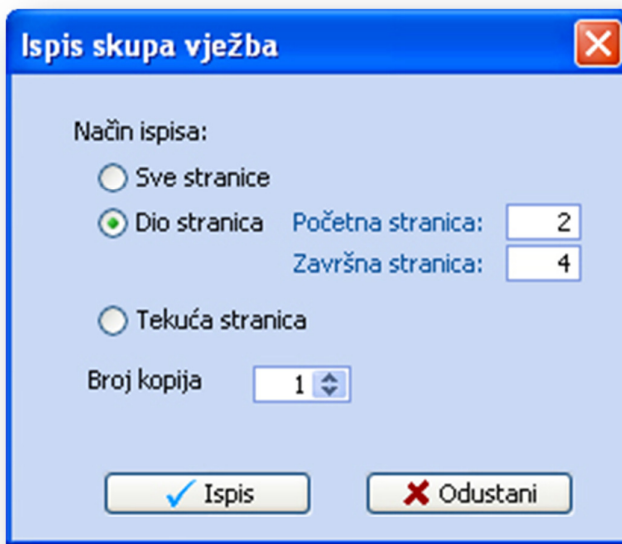 Ispis skupa vježba
Način ispisa:
Sve stranice
Dio stranica Početna stranica: 2
Završna stranica: 4
Tekuća stranica
Broj kopija 1
Ispis Odustani